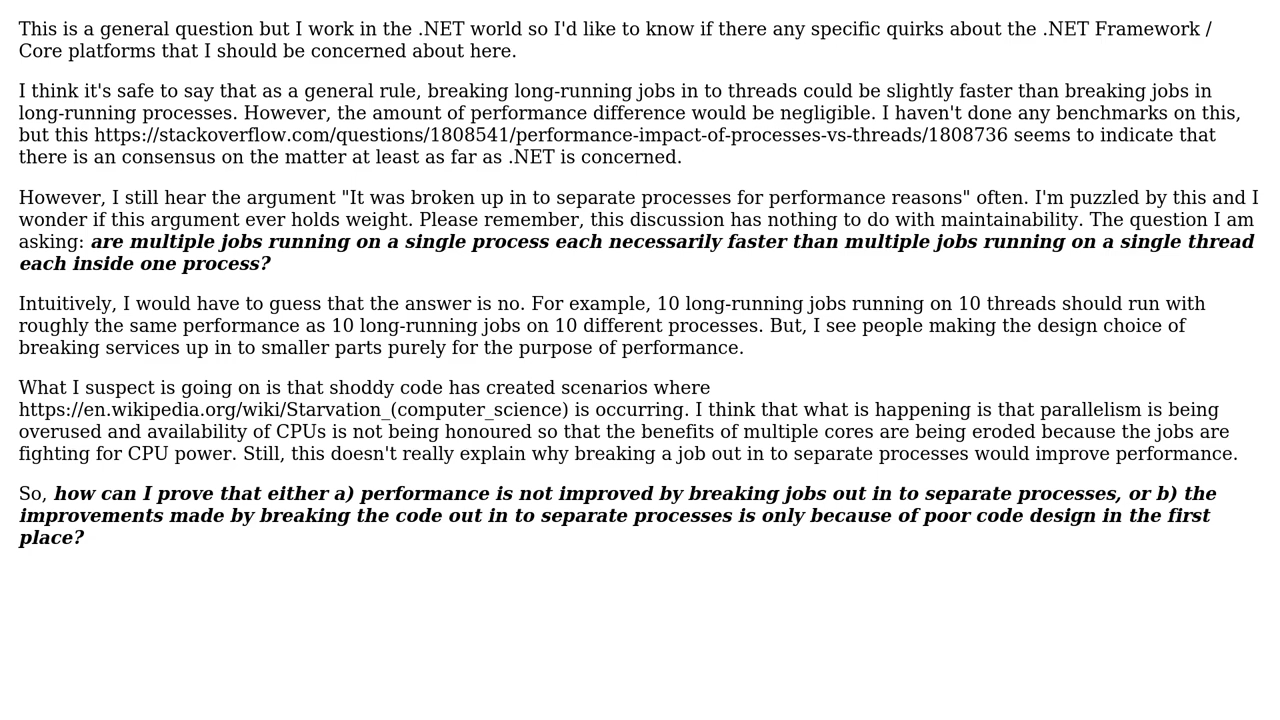 This is a general question but I work in the .NET world so I'd like to know if there any specific quirks about the .NET Framework /
Core platforms that I should be concerned about here.
I think it's safe to say that as a general rule, breaking long-running jobs in to threads could be slightly faster than breaking jobs in
long-running processes. However, the amount of performance difference would be negligible. I haven't done any benchmarks on this,
but this https://stackoverflow.com/questions/1808541/performance-impact-of-processes-vs-threads/1808736 seems to indicate that
there is an consensus on the matter at least as far as .NET is concerned.
However, I still hear the argument "It was broken up in to separate processes for performance reasons" often. I'm puzzled by this and I
wonder if this argument ever holds weight. Please remember, this discussion has nothing to do with maintainability. The question I am
asking: are multiple jobs running on a single process each necessarily faster than multiple jobs running on a single thread
each inside one process?
Intuitively, I would have to guess that the answer is no. For example, 10 long-running jobs running on 10 threads should run with
roughly the same performance as 10 long-running jobs on 10 different processes. But, I see people making the design choice of
breaking services up in to smaller parts purely for the purpose of performance.
What I suspect is going on is that shoddy code has created scenarios where
https://en.wikipedia.org/wiki/Starvation_(computer_science) is occurring. I think that what is happening is that parallelism is being
overused and availability of CPUs is not being honoured so that the benefits of multiple cores are being eroded because the jobs are
fighting for CPU power. Still, this doesn't really explain why breaking a job out in to separate processes would improve performance.
So, how can I prove that either a) performance is not improved by breaking jobs out in to separate processes, or b) the
improvements made by breaking the code out in to separate processes is only because of poor code design in the first
place?